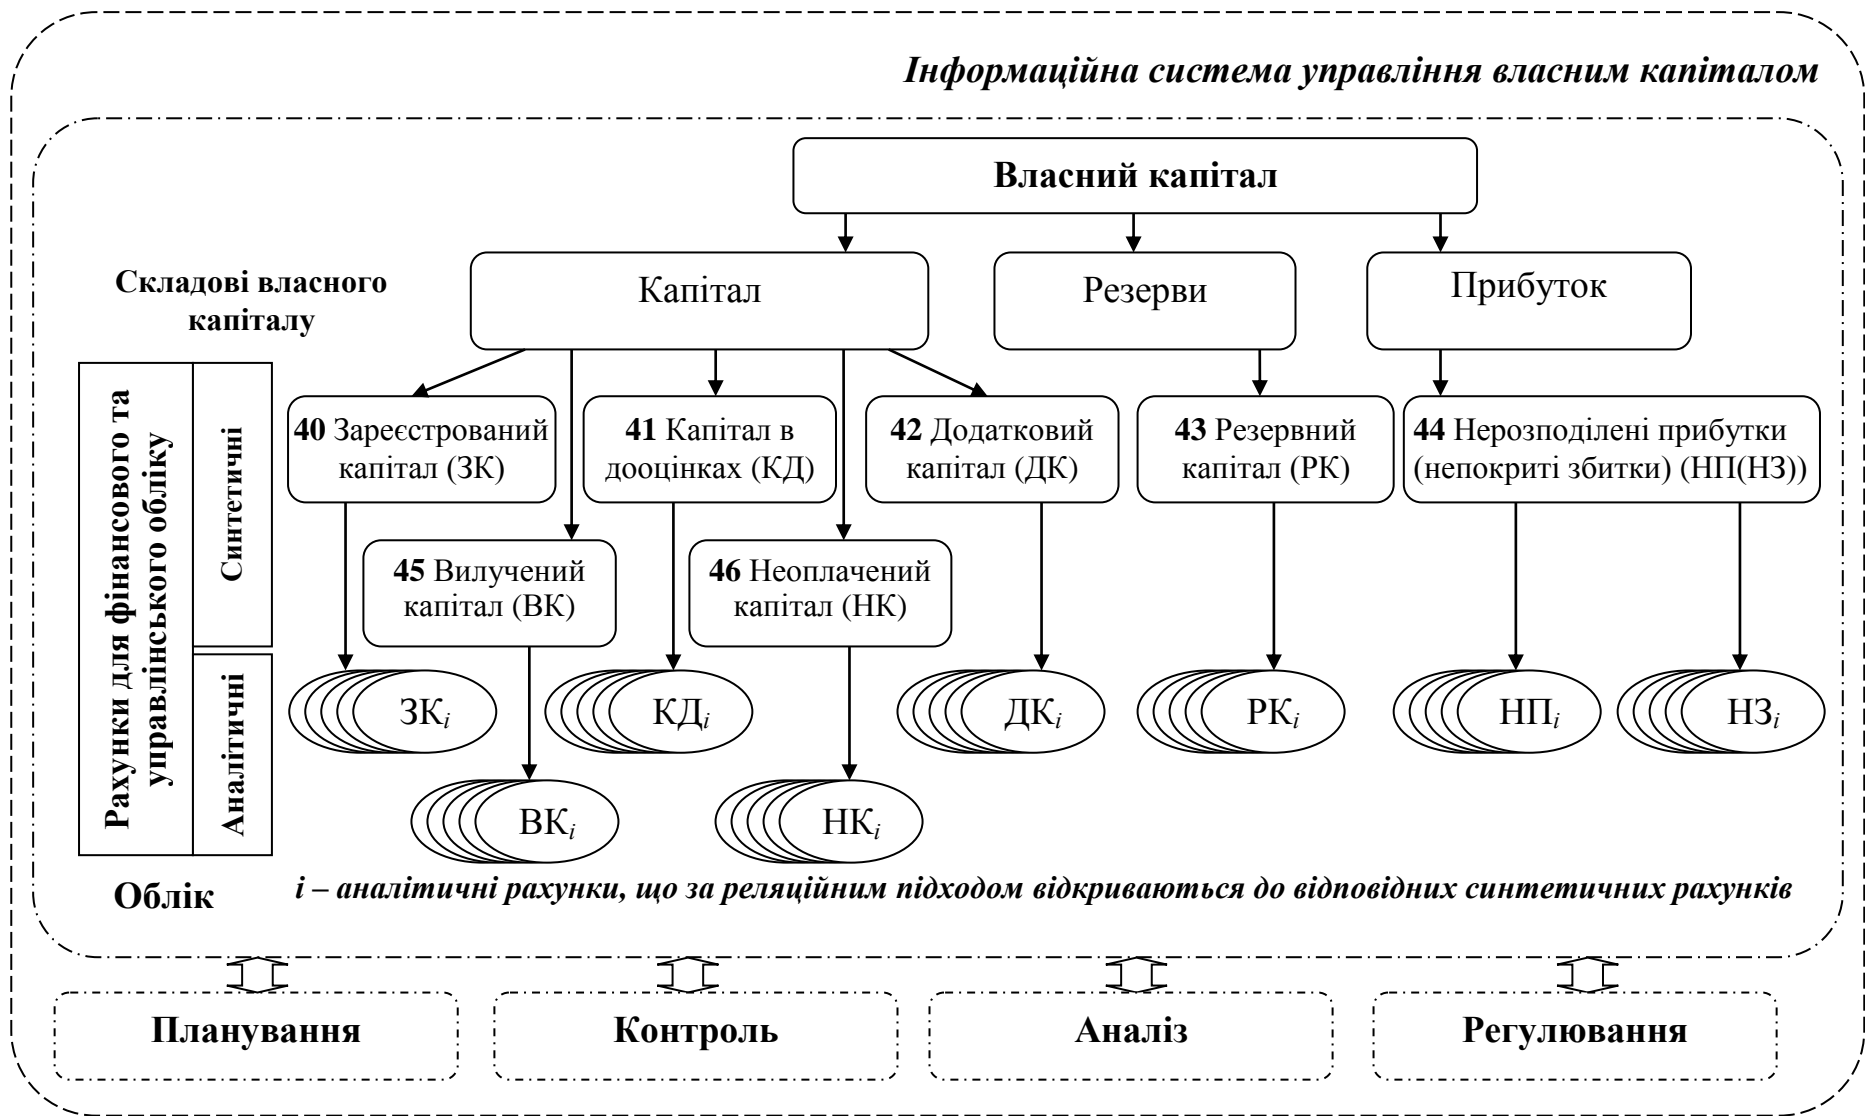 Інформаційна система управління власним капіталом
Власний капітал
Складові власного
капіталу
Капітал
Резерви
Прибуток
Рахунки для фінансового та
управлінського обліку
Синтетичні
Аналітичні
40 Зареєстрований
капітал (ЗК)
41 Капітал в
дооцінках (КД)
42 Додатковий
капітал (ДК)
43 Резервний
капітал (РК)
44 Нерозподілені прибутки
(непокриті збитки) (НП(НЗ))
45 Вилучений
капітал (ВК)
46 Неоплачений
капітал (НК)
ЗКi
КДi
ДКi
РКi
НПi
НЗi
ВКi
НКi
Облік
i – аналітичні рахунки, що за реляційним підходом відкриваються до відповідних синтетичних рахунків
Планування
Контроль
Аналіз
Регулювання